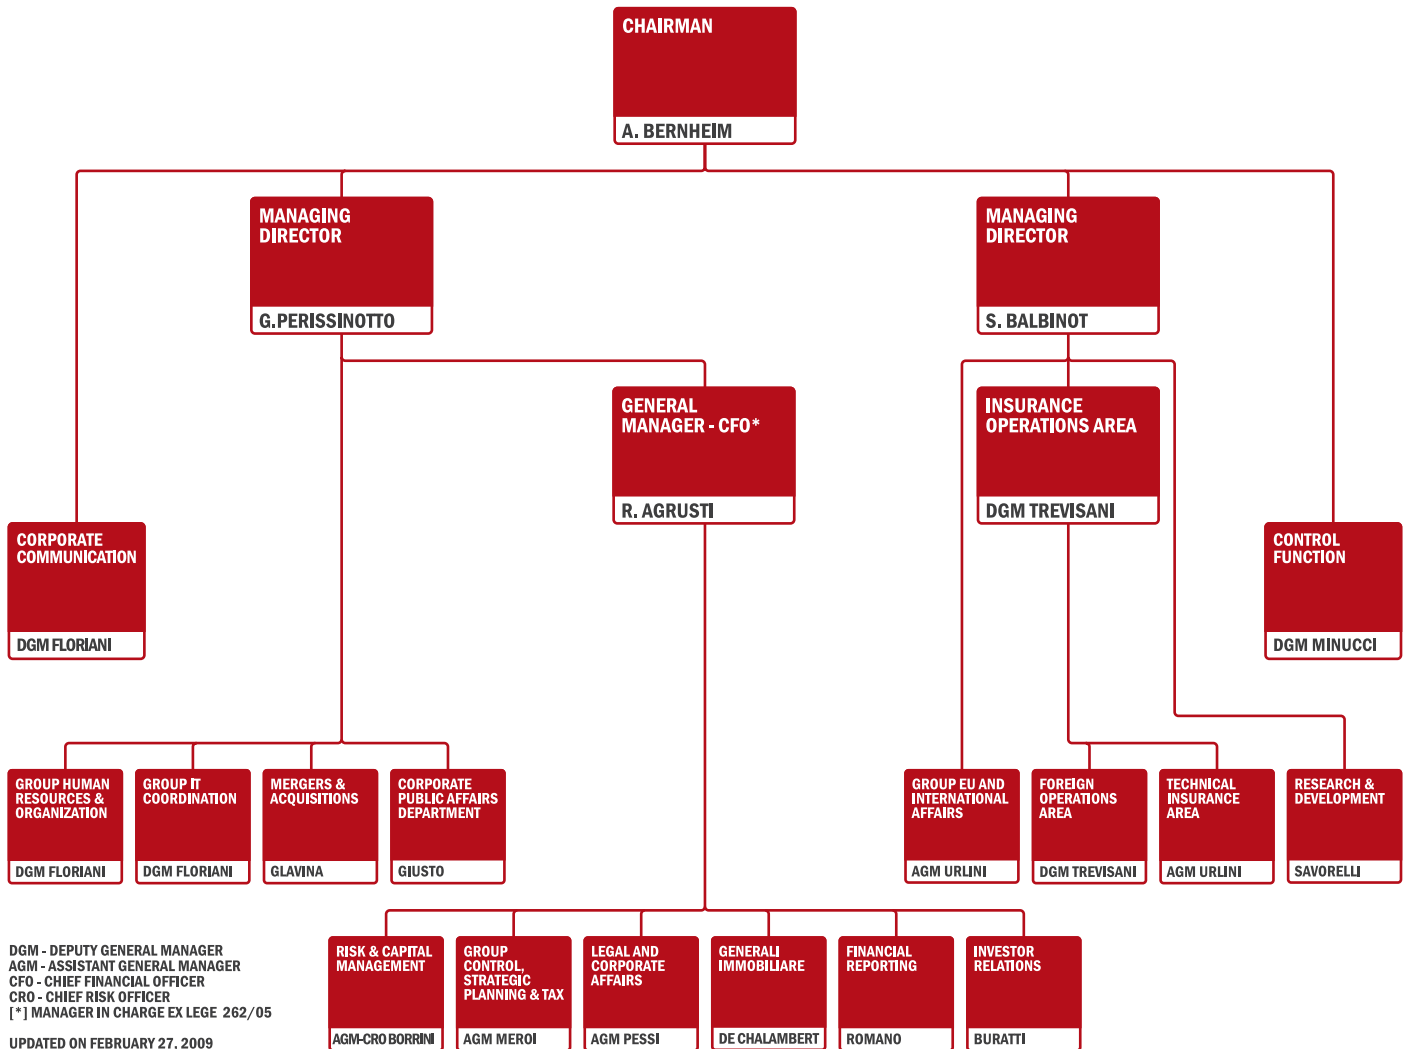 CHAIRMAN
A. BERNHEIM
MANAGING
DIRECTOR
G.PERISSINOTTO
MANAGING
DIRECTOR
S. BALBINOT
GENERAL
MANAGER - CFO*
R. AGRUSTI
INSURANCE
OPERATIONS AREA
DGM TREVISANI
CORPORATE
COMMUNICATION
DGM FLORIANI
CONTROL
FUNCTION
DGM MINUCCI
GROUP HUMAN
RESOURCES &
ORGANIZATION
DGM FLORIANI
GROUP IT
COORDINATION
DGM FLORIANI
MERGERS &
ACQUISITIONS
GLAVINA
CORPORATE
PUBLIC AFFAIRS
DEPARTMENT
GIUSTO
GROUP EU AND
INTERNATIONAL
AFFAIRS
AGM URLINI
FOREIGN
OPERATIONS
AREA
DGM TREVISANI
TECHNICAL
INSURANCE
AREA
AGM URLINI
RESEARCH &
DEVELOPMENT
SAVORELLI
RISK & CAPITAL
MANAGEMENT
AGM-CRO BORRINI
GROUP
CONTROL,
STRATEGIC
PLANNING & TAX
AGM MEROI
LEGAL AND
CORPORATE
AFFAIRS
AGM PESSI
GENERALI
IMMOBILIARE
DE CHALAMBERT
FINANCIAL
REPORTING
ROMANO
INVESTOR
RELATIONS
BURATTI
DGM - DEPUTY GENERAL MANAGER
AGM - ASSISTANT GENERAL MANAGER
CFO - CHIEF FINANCIAL OFFICER
CRO - CHIEF RISK OFFICER
[*] MANAGER IN CHARGE EX LEGE 262/05
UPDATED ON FEBRUARY 27, 2009